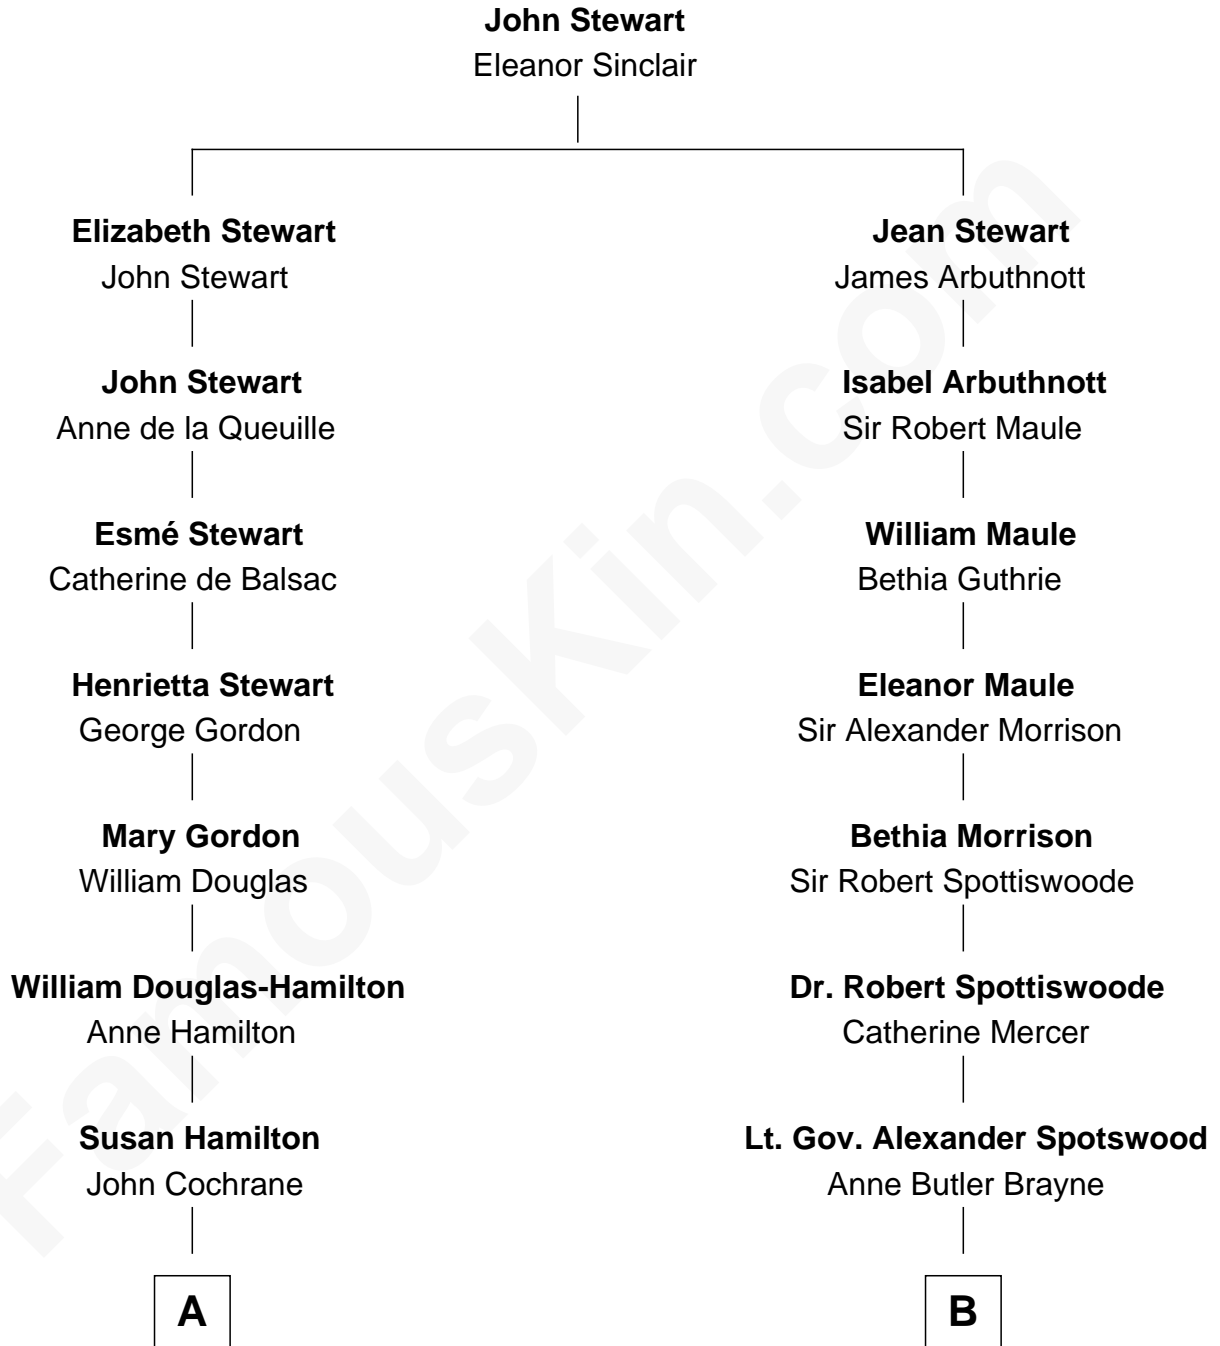 John Stewart
Eleanor Sinclair
Elizabeth Stewart
John Stewart
Jean Stewart
James Arbuthnott
John Stewart
Anne de la Queuille
Isabel Arbuthnott
Sir Robert Maule
Esmé Stewart
Catherine de Balsac
William Maule
Bethia Guthrie
Henrietta Stewart
George Gordon
Eleanor Maule
Sir Alexander Morrison
Mary Gordon
William Douglas
Bethia Morrison
Sir Robert Spottiswoode
William Douglas-Hamilton
Anne Hamilton
Dr. Robert Spottiswoode
Catherine Mercer
Susan Hamilton
John Cochrane
Lt. Gov. Alexander Spotswood
Anne Butler Brayne
A
B
FamousKin.com